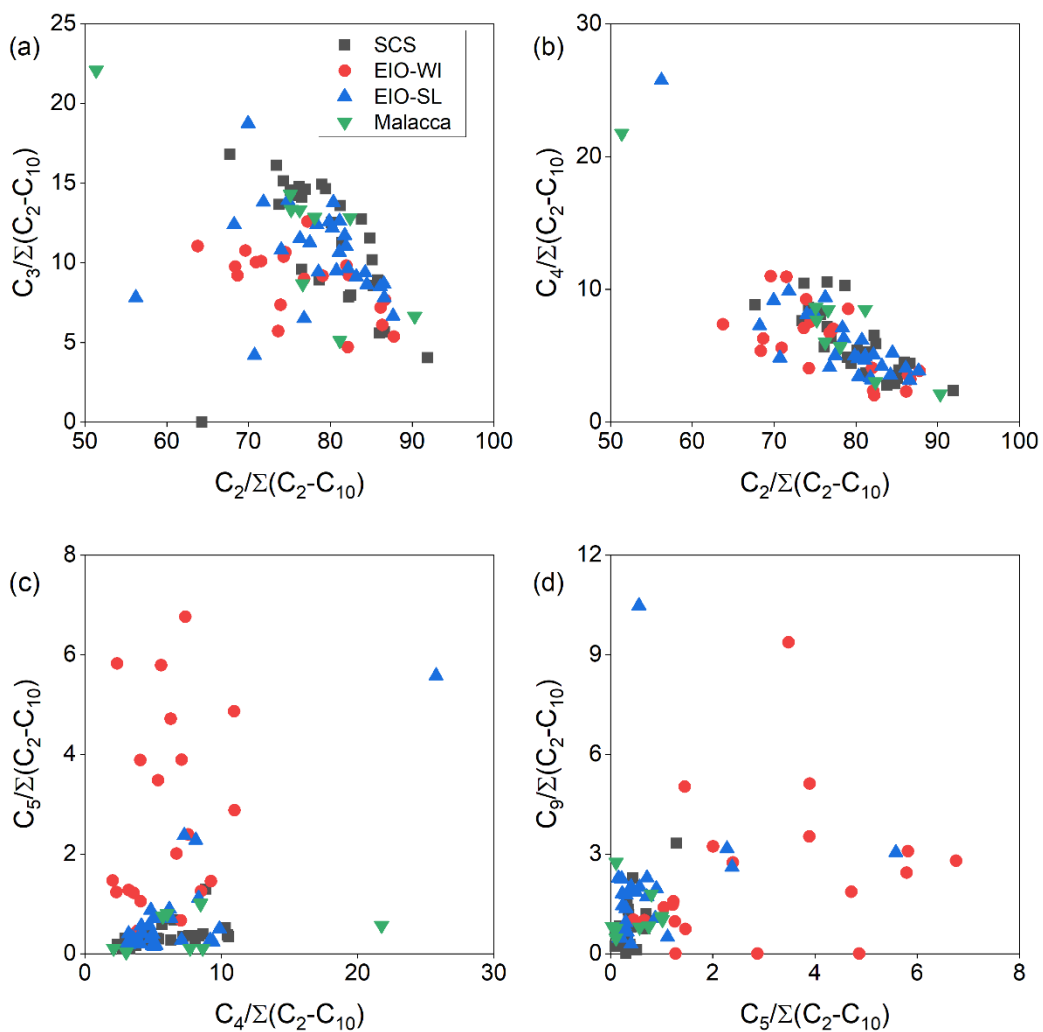 (a)
25
20
15
10
5
0
C₃/Σ(C₂-C₁₀)
SCS
EIO-WI
EIO-SL
Malacca
50 60 70 80 90 100
C₂/Σ(C₂-C₁₀)
(b)
30
20
10
0
C₄/Σ(C₂-C₁₀)
50 60 70 80 90 100
C₂/Σ(C₂-C₁₀)
(c)
8
6
4
2
0
C₅/Σ(C₂-C₁₀)
0 10 20 30
C₄/Σ(C₂-C₁₀)
(d)
12
9
6
3
0
C₉/Σ(C₂-C₁₀)
0 2 4 6 8
C₅/Σ(C₂-C₁₀)